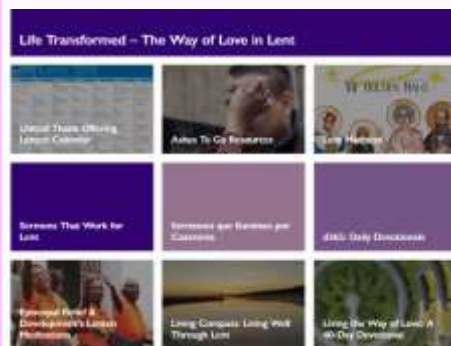 Life Transformed – The Way of Love in Lent
United Thank Offering
Lenten Calendar
Ashes To Go Resources
Lent Madness
Sermons That Work for
Lent
Sermones que Iluminan por
Cuaresma
d365: Daily Devotionals
Episcopal Relief &
Development's Lenten
Meditations
Living Compass: Living Well
Through Lent
Living the Way of Love: A
40-Day Devotional